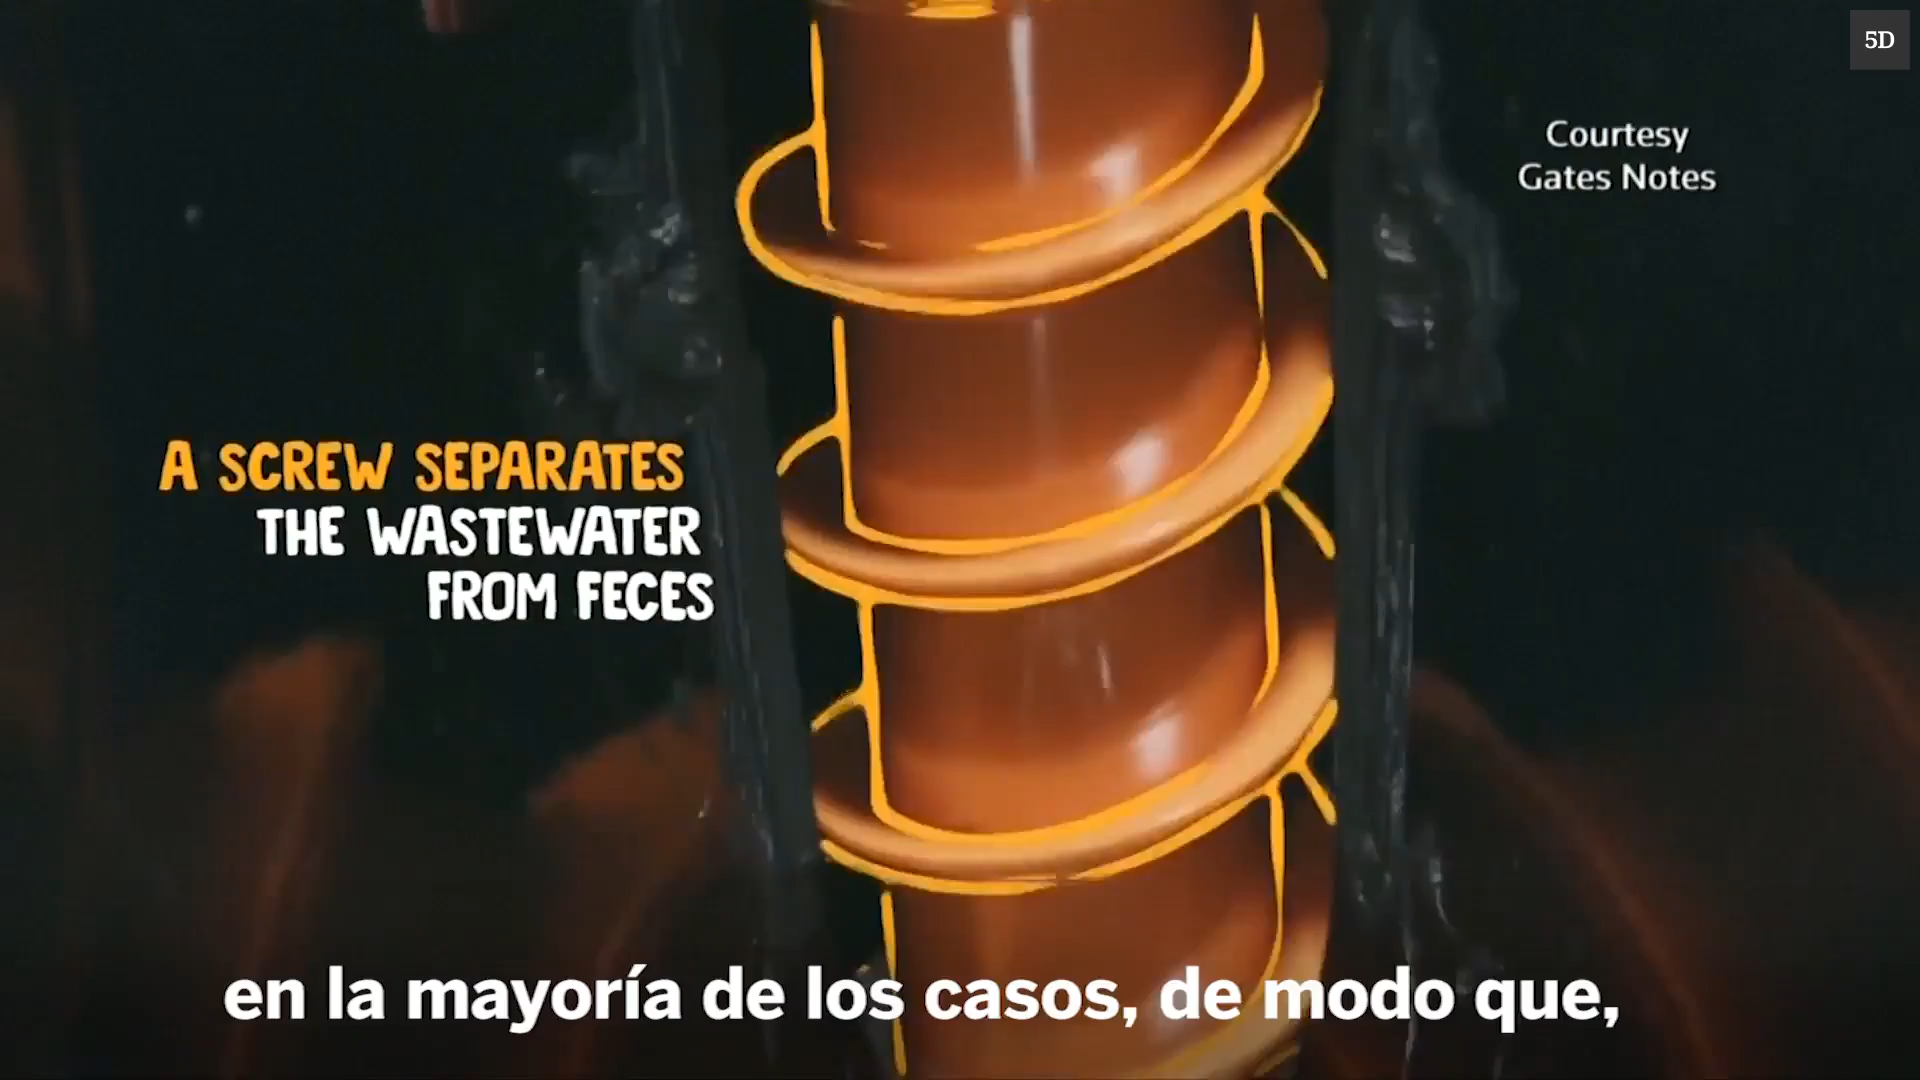 5D
Courtesy
Gates Notes
A SCREW SEPARATES
THE WASTEWATER
FROM FECES
en la mayoría de los casos, de modo que,